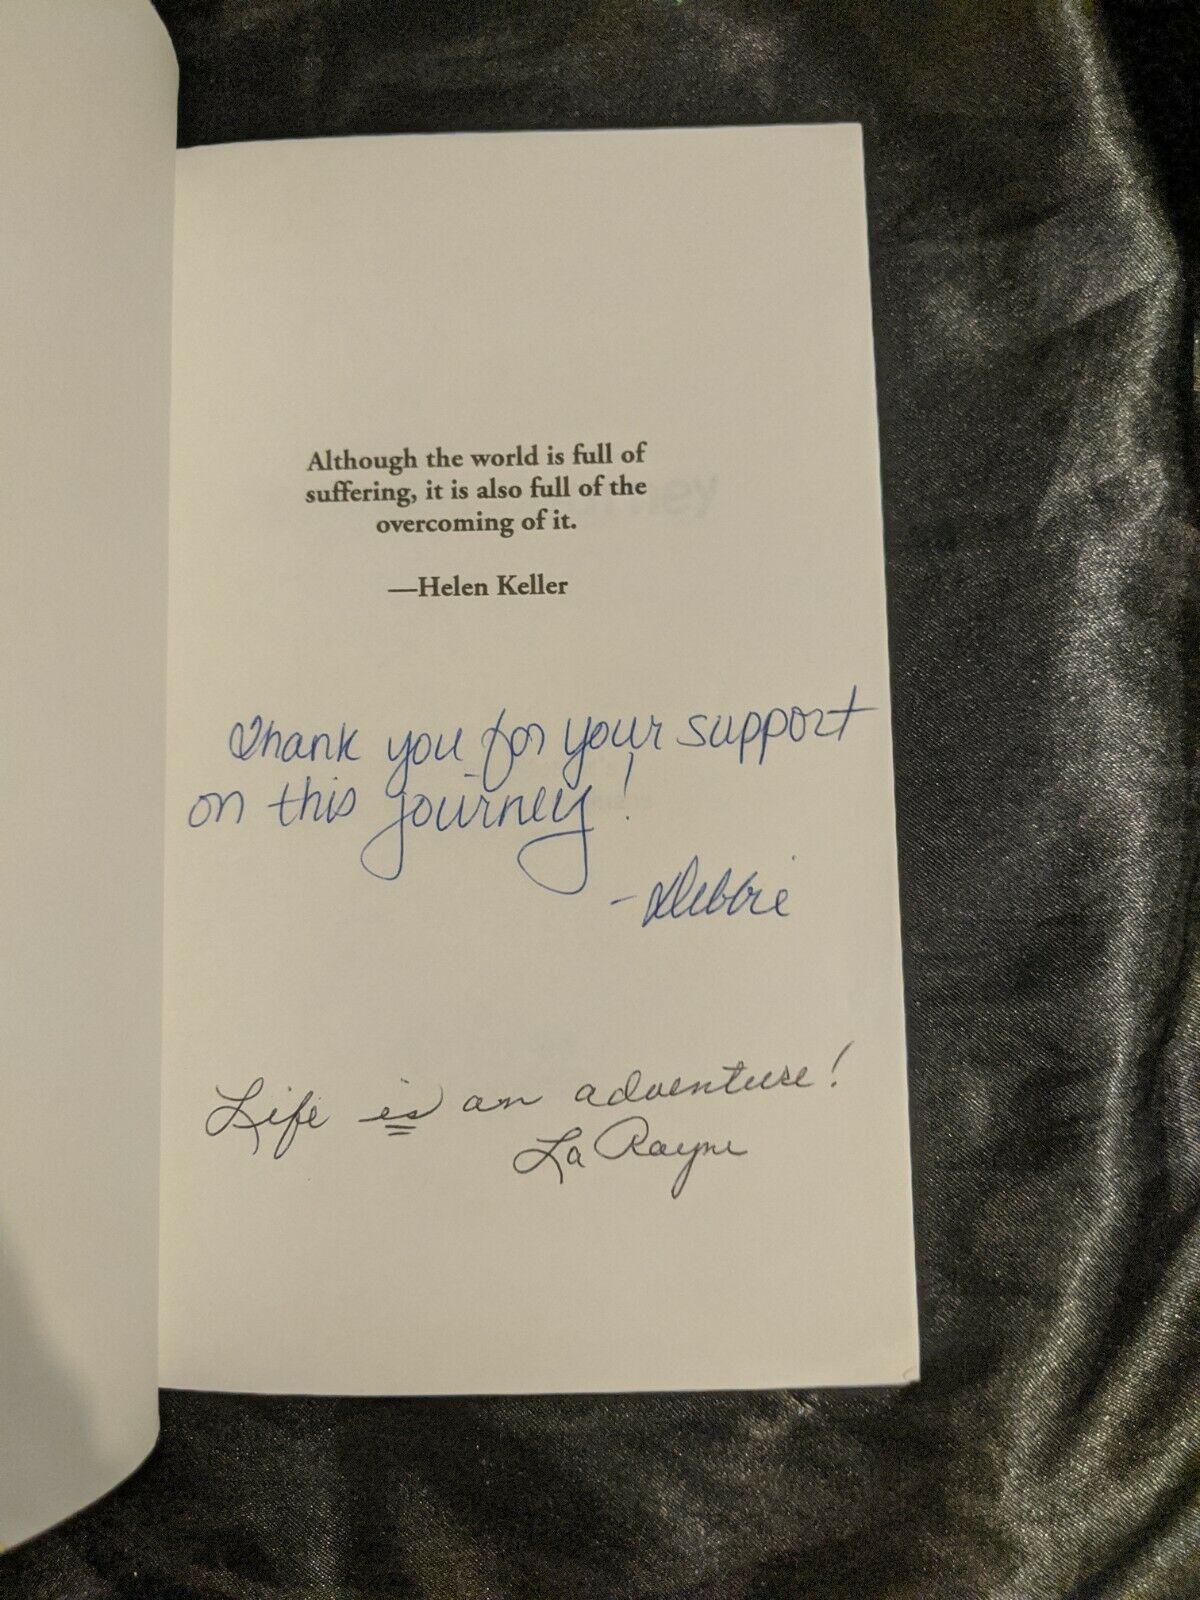 Although the world is full of
suffering, it is also full of the
overcoming of it.
—Helen Keller
Thank you for your support
on this journey!
-Debbie
Life is an adventure!
La Rayne